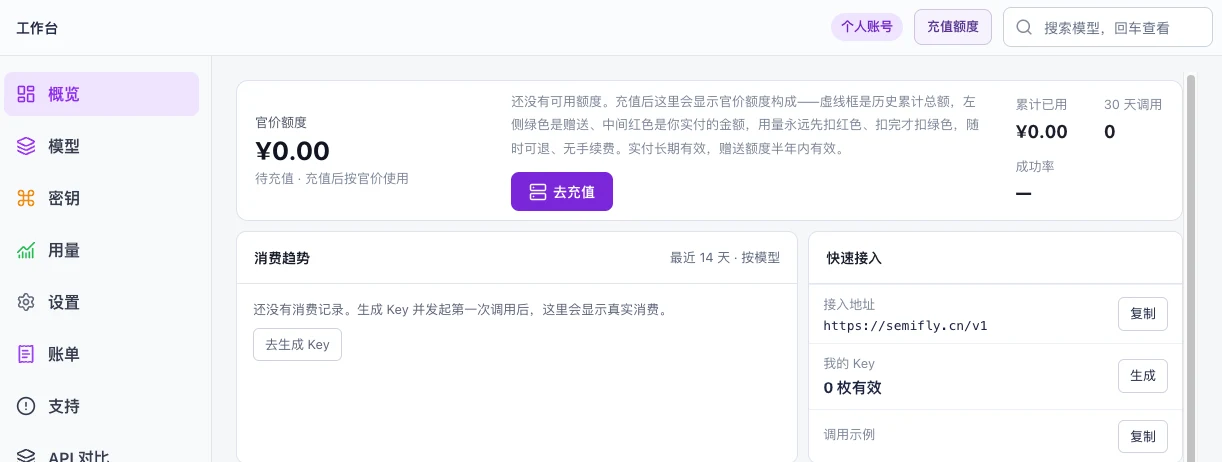 工作台
个人账号
充值额度
搜索模型，回车查看
概览
模型
密钥
用量
设置
账单
支持
API 对比
官价额度
¥0.00
待充值 · 充值后按官价使用
还没有可用额度。充值后这里会显示官价额度构成——虚线框是历史累计总额，左
侧绿色是赠送、中间红色是你实付的金额，用量永远先扣红色、扣完才扣绿色，随
时可退、无手续费。实付长期有效，赠送额度半年内有效。
去充值
累计已用
¥0.00
30 天调用
0
成功率
—
消费趋势
最近 14 天 · 按模型
还没有消费记录。生成 Key 并发起第一次调用后，这里会显示真实消费。
去生成 Key
快速接入
接入地址
https://semifly.cn/v1
复制
我的 Key
0 枚有效
生成
调用示例
复制